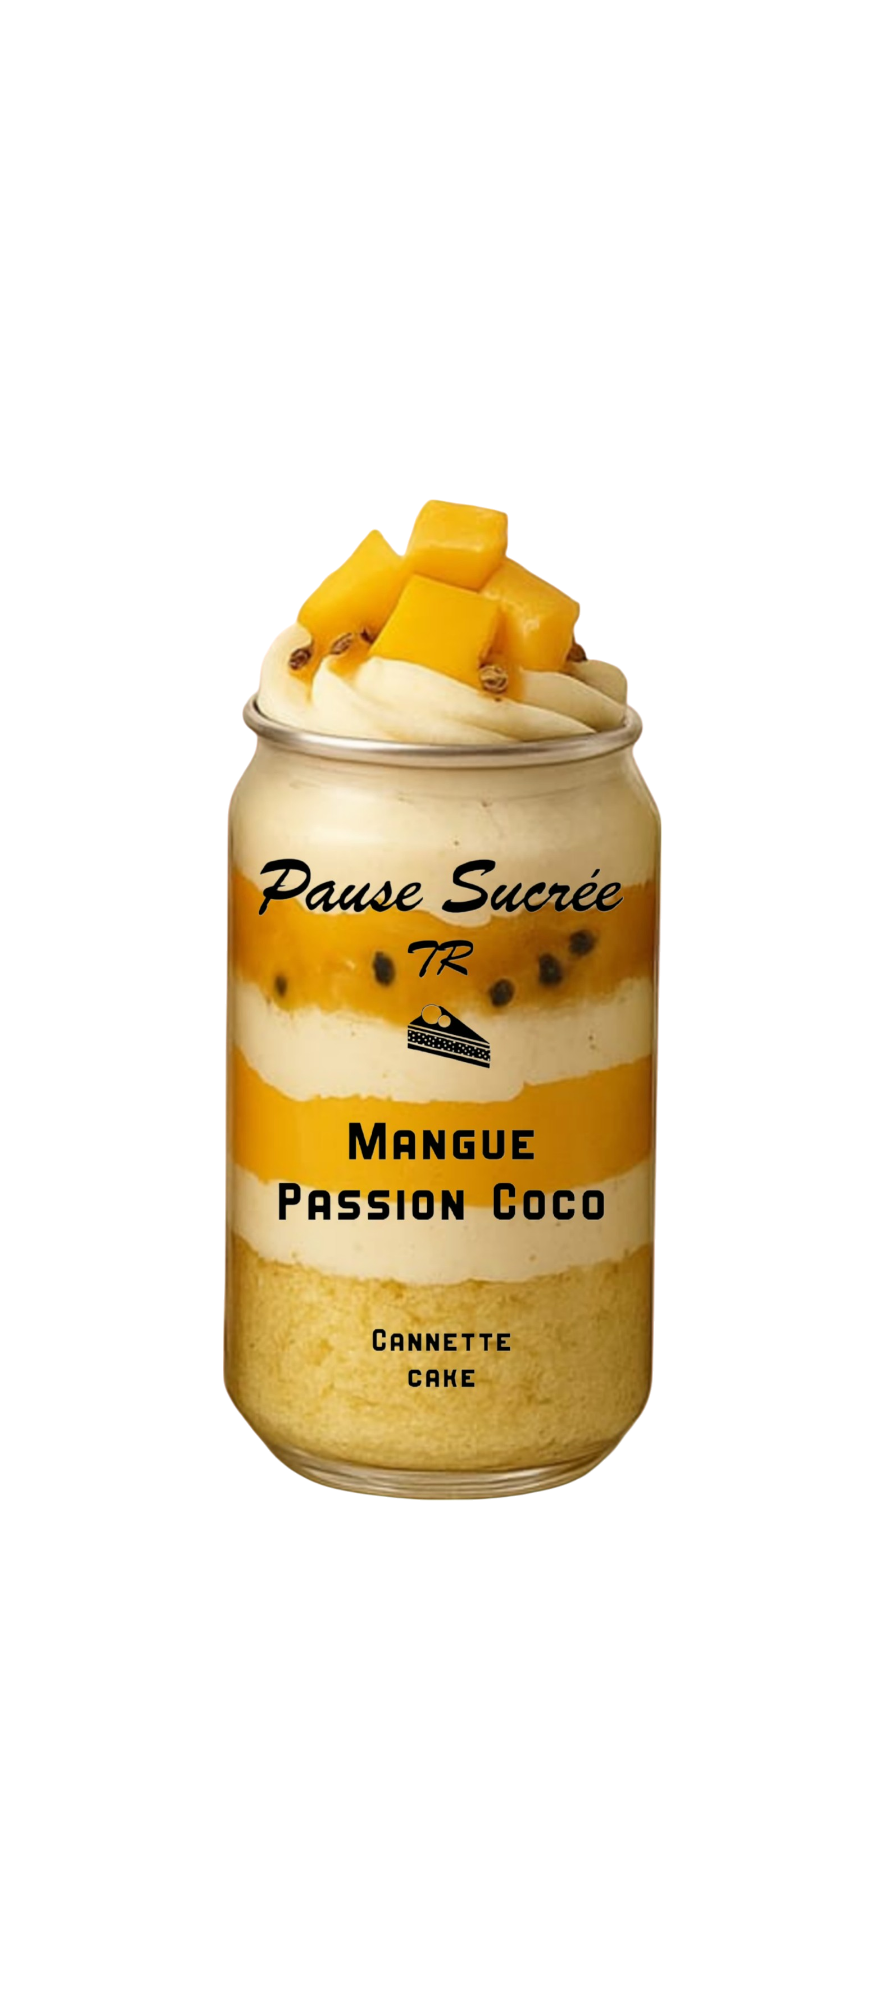 Pause Sucrée
TR
Mangue
Passion Coco
Cannette
cake